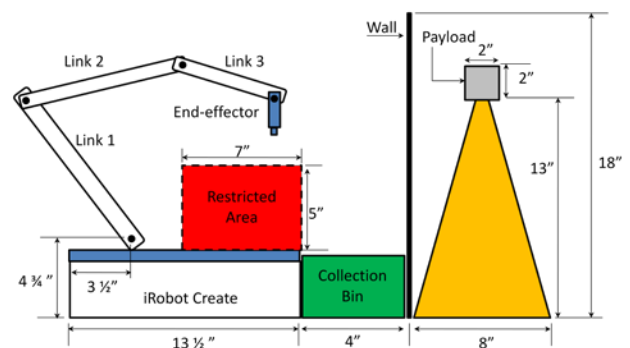 Wall
Payload
2”
2”
Link 2
Link 3
End-effector
Link 1
7”
18”
13”
Restricted
Area
5”
4 ¾ ”
3 ½”
iRobot Create
Collection
Bin
13 ½ ”
4”
8”